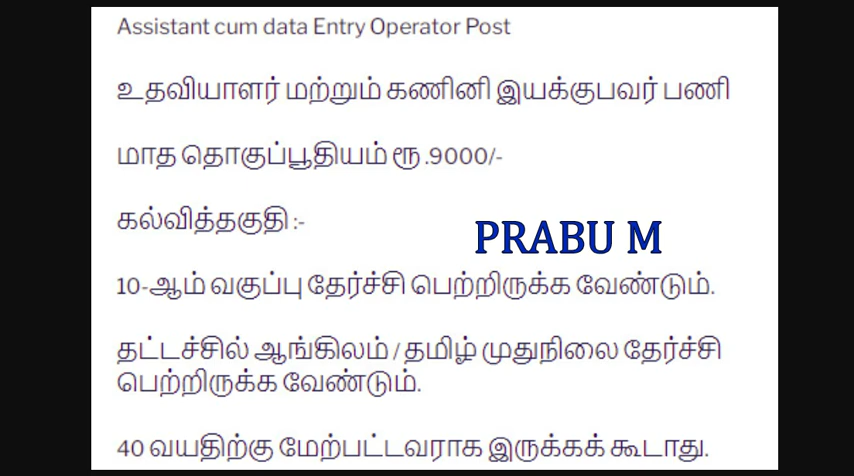 Assistant cum data Entry Operator Post
உதவியாளர் மற்றும் கணினி இயக்குபவர் பணி
மாத தொகுப்பூதியம் ரூ .9000/-
கல்வித்தகுதி :-
PRABU M
10-ஆம் வகுப்பு தேர்ச்சி பெற்றிருக்க வேண்டும்.
தட்டச்சில் ஆங்கிலம் / தமிழ் முதுநிலை தேர்ச்சி
பெற்றிருக்க வேண்டும்.
40 வயதிற்கு மேற்பட்டவராக இருக்கக் கூடாது.